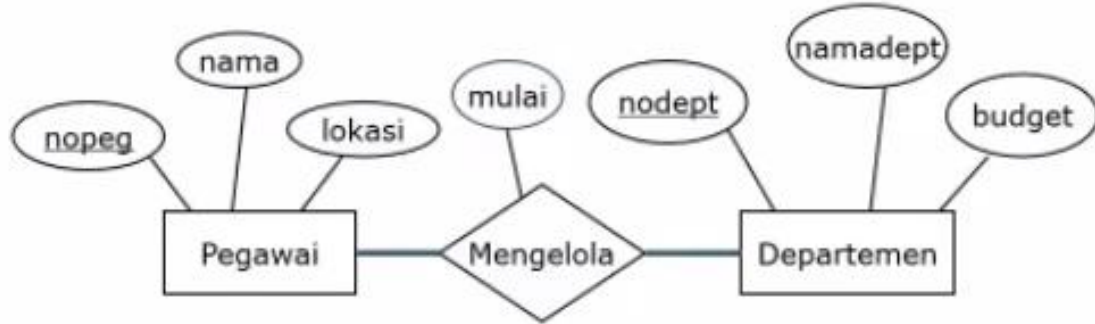 nama
nopeg
lokasi
mulai
nodept
namadept
budget
Pegawai
Mengelola
Departemen